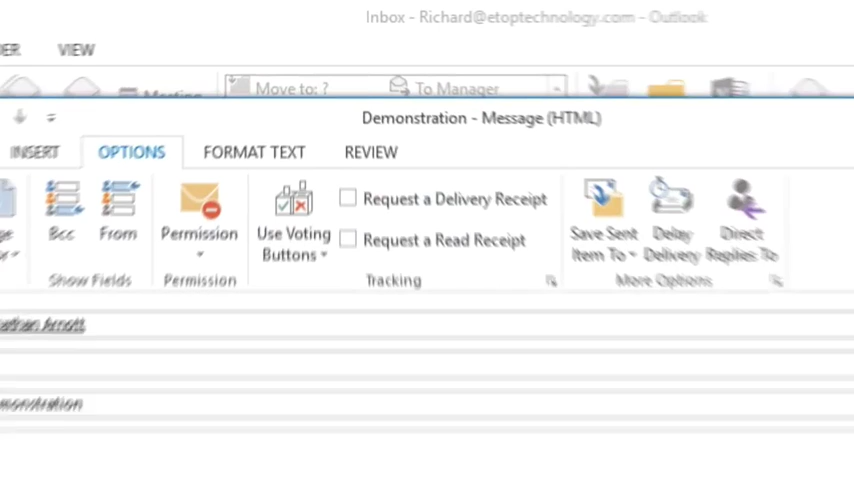 Inbox - Richard@etoptechnology.com - Outlook
VIEW
Meeting
Move to: ?
To Manager
Demonstration - Message (HTML)
INSERT
OPTIONS
FORMAT TEXT
REVIEW
Bcc
From
Permission
Use Voting
Buttons
Request a Delivery Receipt
Request a Read Receipt
Save Sent
Item To
Delay
Delivery
Direct
Replies To
Show Fields
Permission
Tracking
More Options
Arnott